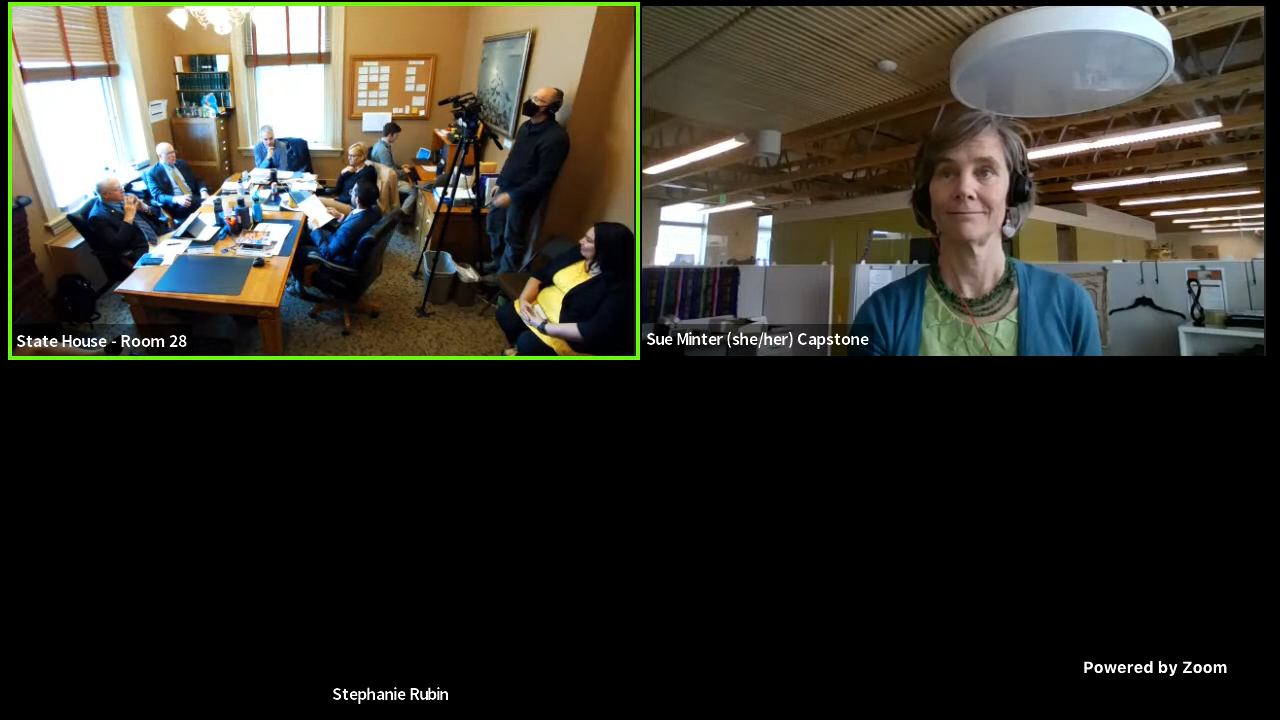 State House - Room 28
Sue Minter (she/her) Capstone
Powered by Zoom
Stephanie Rubin